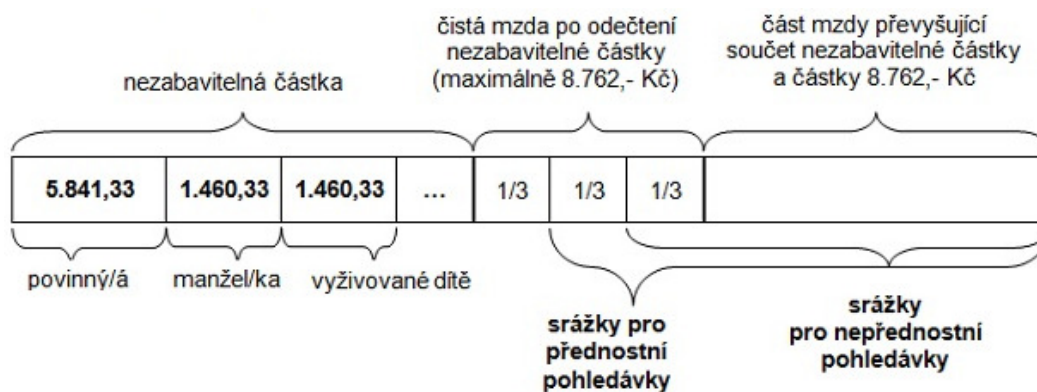 nezabavitelná částka
čistá mzda po odečtení
nezabavitelné částky
(maximálně 8.762,- Kč)
část mzdy převyšující
součet nezabavitelné částky
a částky 8.762,- Kč
5.841,33 1.460,33 1.460,33 ... 1/3 1/3 1/3
povinný/á manžel/ka vyživované dítě
srážky pro
přednostní
pohledávky
srážky
pro nepřednostní
pohledávky